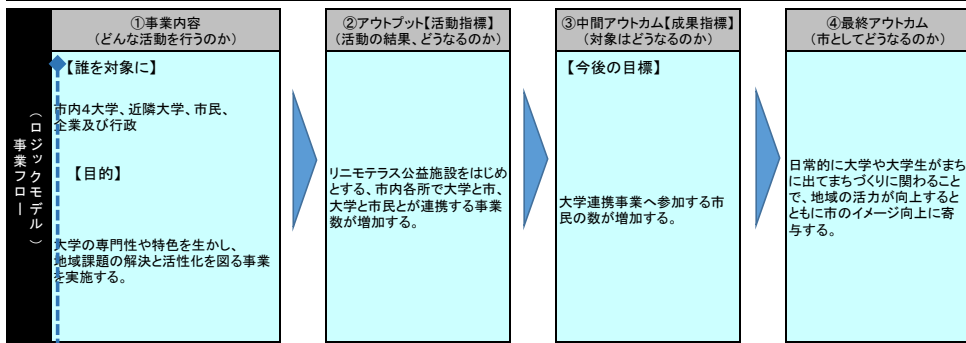 事業フロー
（ロジックモデル）
①事業内容
（どんな活動を行うのか）
【誰を対象に】
市内4大学、近隣大学、市民、
企業及び行政
【目的】
大学の専門性や特色を生かし、
地域課題の解決と活性化を図る事業
を実施する。
②アウトプット【活動指標】
（活動の結果、どうなるのか）
リニモテラス公益施設をはじめ
とする、市内各所で大学と市、
大学と市民とが連携する事業
数が増加する。
③中間アウトカム【成果指標】
（対象はどうなるのか）
【今後の目標】
大学連携事業へ参加する市
民の数が増加する。
④最終アウトカム
（市としてどうなるのか）
日常的に大学や大学生がまち
に出てまちづくりに関わること
で、地域の活力が向上すると
ともに市のイメージ向上に寄
与する。